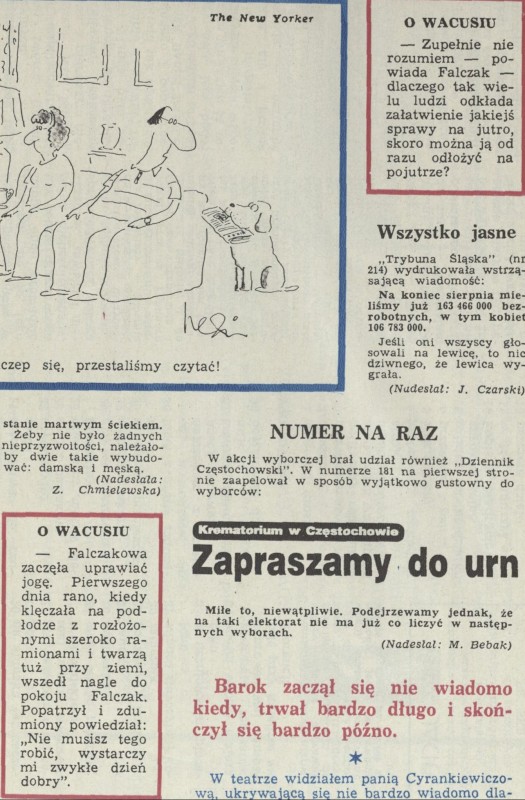 The New Yorker
czep się, przestaliśmy czytać!
stanie martwym ściekiem.
Żeby nie było żadnych
nieprzyzwoitości, należało-
by dwie takie wybudo-
wać: damską i męską.
(Nadesłała:
Z. Chmielewska)
O WACUSIU
— Falczakowa
zaczęła uprawiać
jogę. Pierwszego
dnia rano, kiedy
klęczała na pod-
łodze z rozłożo-
nymi szeroko ra-
mionami i twarzą
tuż przy ziemi,
wszedł nagle do
pokoju Falczak.
Popatrzył i zdu-
miony powiedział:
„Nie musisz tego
robić, wystarczy
mi zwykłe dzień
dobry".
O WACUSIU
— Zupełnie nie
rozumiem — po-
wiada Falczak —
dlaczego tak wie-
lu ludzi odkłada
załatwienie jakiejś
sprawy na jutro,
skoro można ją od
razu odłożyć na
pojutrze?
Wszystko jasne
„Trybuna Śląska" (nr
214) wydrukowała wstrzą-
sającą wiadomość:
Na koniec sierpnia mie-
liśmy już 163 466 000 bez-
robotnych, w tym kobiet
106 783 000.
Jeśli oni wszyscy gło-
sowali na lewicę, to nic
dziwnego, że lewica wy-
grała.
(Nadesłał: J. Czarski)
NUMER NA RAZ
W akcji wyborczej brał udział również „Dziennik
Częstochowski". W numerze 181 na pierwszej stro-
nie zaapelował w sposób wyjątkowo gustowny do
wyborców:
Krematorium w Częstochowie
Zapraszamy do urn
Miłe to, niewątpliwie. Podejrzewamy jednak, że
na taki elektorat nie ma już co liczyć w następ-
nych wyborach.
(Nadesłał: M. Bebak)
Barok zaczął się nie wiadomo
kiedy, trwał bardzo długo i skoń-
czył się bardzo późno.
W teatrze widziałem panią Cyrankiewiczo-
wą, ukrywającą się nie bardzo wiadomo dla-